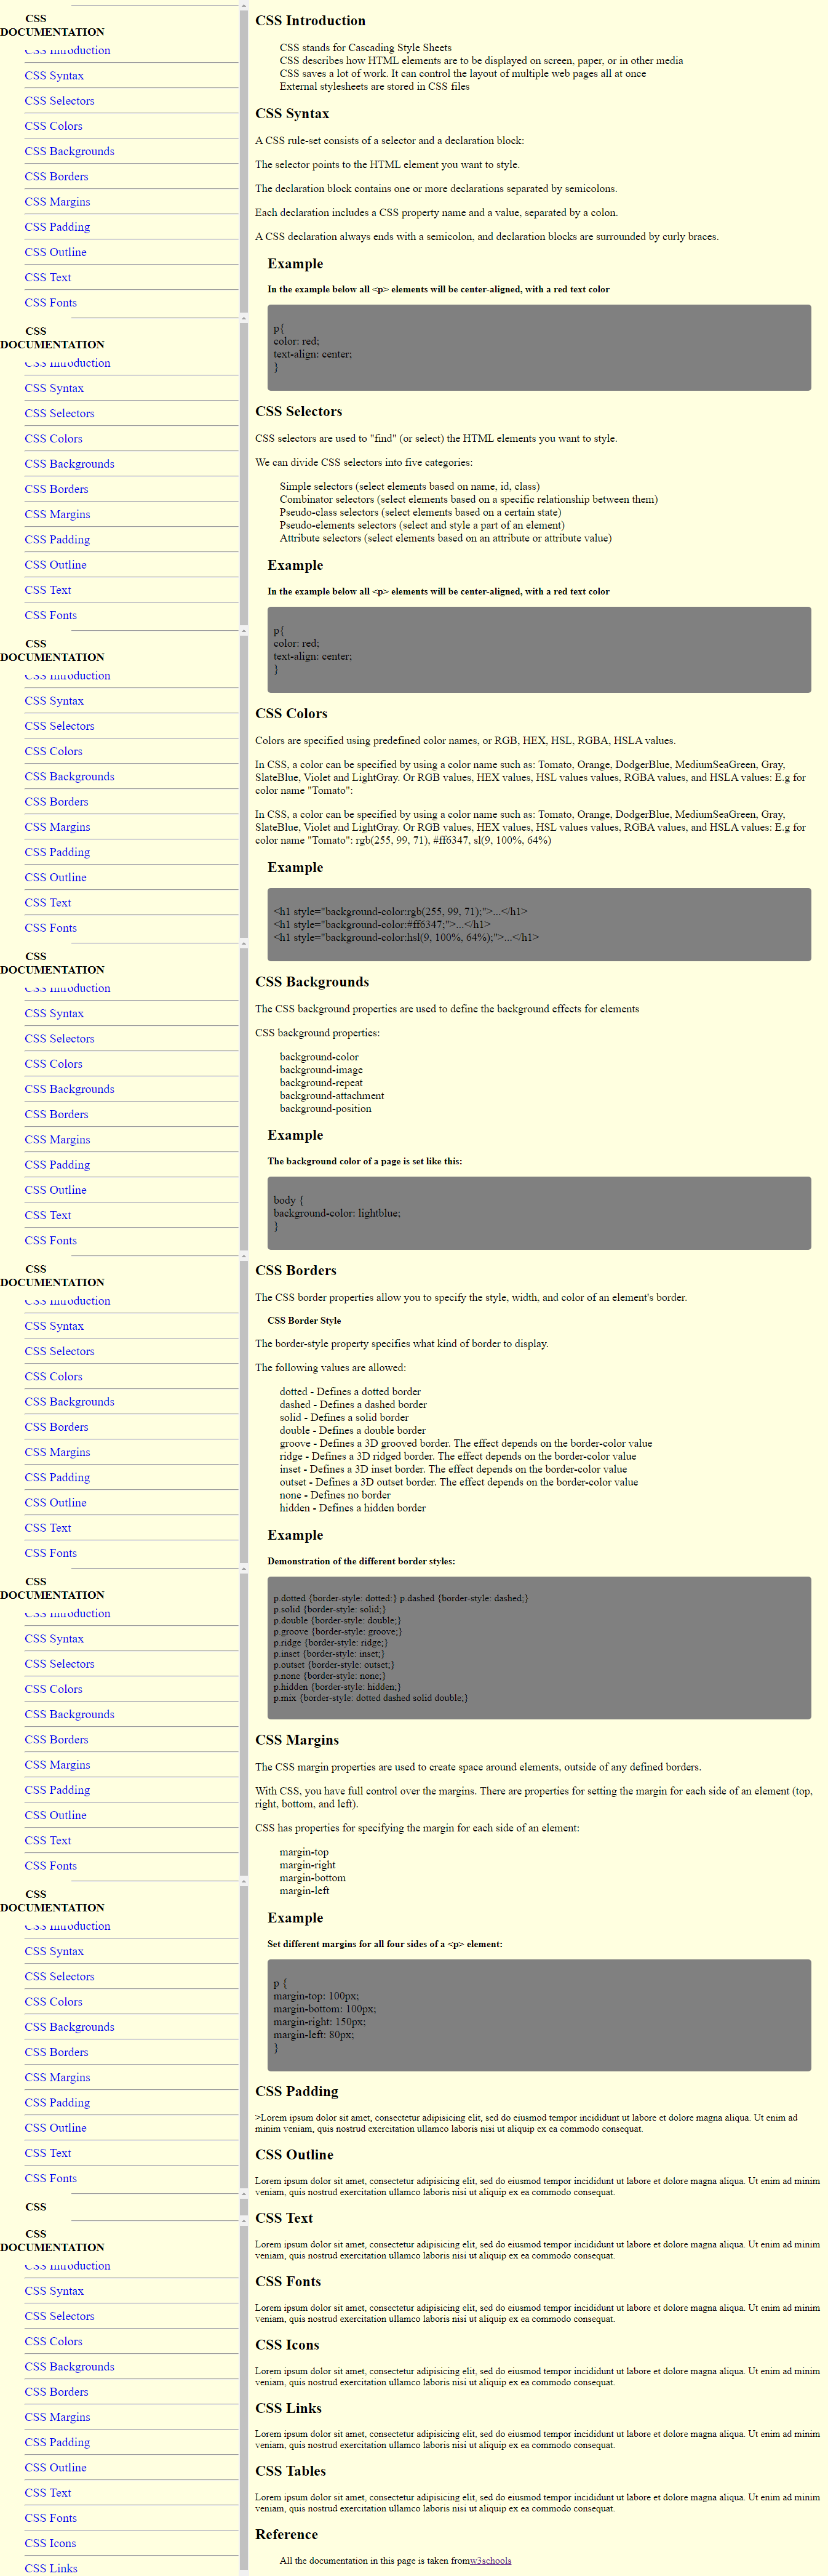 CSS
DOCUMENTATION
CSS Introduction
CSS Syntax
CSS Selectors
CSS Colors
CSS Backgrounds
CSS Borders
CSS Margins
CSS Padding
CSS Outline
CSS Text
CSS Fonts
CSS
DOCUMENTATION
CSS Introduction
CSS Syntax
CSS Selectors
CSS Colors
CSS Backgrounds
CSS Borders
CSS Margins
CSS Padding
CSS Outline
CSS Text
CSS Fonts
CSS
DOCUMENTATION
CSS Introduction
CSS Syntax
CSS Selectors
CSS Colors
CSS Backgrounds
CSS Borders
CSS Margins
CSS Padding
CSS Outline
CSS Text
CSS Fonts
CSS
DOCUMENTATION
CSS Introduction
CSS Syntax
CSS Selectors
CSS Colors
CSS Backgrounds
CSS Borders
CSS Margins
CSS Padding
CSS Outline
CSS Text
CSS Fonts
CSS
DOCUMENTATION
CSS Introduction
CSS Syntax
CSS Selectors
CSS Colors
CSS Backgrounds
CSS Borders
CSS Margins
CSS Padding
CSS Outline
CSS Text
CSS Fonts
CSS
DOCUMENTATION
CSS Introduction
CSS Syntax
CSS Selectors
CSS Colors
CSS Backgrounds
CSS Borders
CSS Margins
CSS Padding
CSS Outline
CSS Text
CSS Fonts
CSS
DOCUMENTATION
CSS Introduction
CSS Syntax
CSS Selectors
CSS Colors
CSS Backgrounds
CSS Borders
CSS Margins
CSS Padding
CSS Outline
CSS Text
CSS Fonts
CSS
CSS
DOCUMENTATION
CSS Introduction
CSS Syntax
CSS Selectors
CSS Colors
CSS Backgrounds
CSS Borders
CSS Margins
CSS Padding
CSS Outline
CSS Text
CSS Fonts
CSS Icons
CSS Links
CSS Introduction
CSS stands for Cascading Style Sheets
CSS describes how HTML elements are to be displayed on screen, paper, or in other media
CSS saves a lot of work. It can control the layout of multiple web pages all at once
External stylesheets are stored in CSS files
CSS Syntax
A CSS rule-set consists of a selector and a declaration block:
The selector points to the HTML element you want to style.
The declaration block contains one or more declarations separated by semicolons.
Each declaration includes a CSS property name and a value, separated by a colon.
A CSS declaration always ends with a semicolon, and declaration blocks are surrounded by curly braces.
Example
In the example below all <p> elements will be center-aligned, with a red text color
p{
color: red;
text-align: center;
}
CSS Selectors
CSS selectors are used to "find" (or select) the HTML elements you want to style.
We can divide CSS selectors into five categories:
Simple selectors (select elements based on name, id, class)
Combinator selectors (select elements based on a specific relationship between them)
Pseudo-class selectors (select elements based on a certain state)
Pseudo-elements selectors (select and style a part of an element)
Attribute selectors (select elements based on an attribute or attribute value)
Example
In the example below all <p> elements will be center-aligned, with a red text color
p{
color: red;
text-align: center;
}
CSS Colors
Colors are specified using predefined color names, or RGB, HEX, HSL, RGBA, HSLA values.
In CSS, a color can be specified by using a color name such as: Tomato, Orange, DodgerBlue, MediumSeaGreen, Gray,
SlateBlue, Violet and LightGray. Or RGB values, HEX values, HSL values values, RGBA values, and HSLA values: E.g for
color name "Tomato":
In CSS, a color can be specified by using a color name such as: Tomato, Orange, DodgerBlue, MediumSeaGreen, Gray,
SlateBlue, Violet and LightGray. Or RGB values, HEX values, HSL values values, RGBA values, and HSLA values: E.g for
color name "Tomato": rgb(255, 99, 71), #ff6347, sl(9, 100%, 64%)
Example
<h1 style="background-color:rgb(255, 99, 71);">...</h1>
<h1 style="background-color:#ff6347;">...</h1>
<h1 style="background-color:hsl(9, 100%, 64%);">...</h1>
CSS Backgrounds
The CSS background properties are used to define the background effects for elements
CSS background properties:
background-color
background-image
background-repeat
background-attachment
background-position
Example
The background color of a page is set like this:
body {
background-color: lightblue;
}
CSS Borders
The CSS border properties allow you to specify the style, width, and color of an element's border.
CSS Border Style
The border-style property specifies what kind of border to display.
The following values are allowed:
dotted - Defines a dotted border
dashed - Defines a dashed border
solid - Defines a solid border
double - Defines a double border
groove - Defines a 3D grooved border. The effect depends on the border-color value
ridge - Defines a 3D ridged border. The effect depends on the border-color value
inset - Defines a 3D inset border. The effect depends on the border-color value
outset - Defines a 3D outset border. The effect depends on the border-color value
none - Defines no border
hidden - Defines a hidden border
Example
Demonstration of the different border styles:
p.dotted {border-style: dotted:} p.dashed {border-style: dashed;}
p.solid {border-style: solid;}
p.double {border-style: double;}
p.groove {border-style: groove;}
p.ridge {border-style: ridge;}
p.inset {border-style: inset;}
p.outset {border-style: outset;}
p.none {border-style: none;}
p.hidden {border-style: hidden;}
p.mix {border-style: dotted dashed solid double;}
CSS Margins
The CSS margin properties are used to create space around elements, outside of any defined borders.
With CSS, you have full control over the margins. There are properties for setting the margin for each side of an element (top,
right, bottom, and left).
CSS has properties for specifying the margin for each side of an element:
margin-top
margin-right
margin-bottom
margin-left
Example
Set different margins for all four sides of a <p> element:
p {
margin-top: 100px;
margin-bottom: 100px;
margin-right: 150px;
margin-left: 80px;
}
CSS Padding
>Lorem ipsum dolor sit amet, consectetur adipisicing elit, sed do eiusmod tempor incididunt ut labore et dolore magna aliqua. Ut enim ad
minim veniam, quis nostrud exercitation ullamco laboris nisi ut aliquip ex ea commodo consequat.
CSS Outline
Lorem ipsum dolor sit amet, consectetur adipisicing elit, sed do eiusmod tempor incididunt ut labore et dolore magna aliqua. Ut enim ad minim
veniam, quis nostrud exercitation ullamco laboris nisi ut aliquip ex ea commodo consequat.
CSS Text
Lorem ipsum dolor sit amet, consectetur adipisicing elit, sed do eiusmod tempor incididunt ut labore et dolore magna aliqua. Ut enim ad minim
veniam, quis nostrud exercitation ullamco laboris nisi ut aliquip ex ea commodo consequat.
CSS Fonts
Lorem ipsum dolor sit amet, consectetur adipisicing elit, sed do eiusmod tempor incididunt ut labore et dolore magna aliqua. Ut enim ad minim
veniam, quis nostrud exercitation ullamco laboris nisi ut aliquip ex ea commodo consequat.
CSS Icons
Lorem ipsum dolor sit amet, consectetur adipisicing elit, sed do eiusmod tempor incididunt ut labore et dolore magna aliqua. Ut enim ad minim
veniam, quis nostrud exercitation ullamco laboris nisi ut aliquip ex ea commodo consequat.
CSS Links
Lorem ipsum dolor sit amet, consectetur adipisicing elit, sed do eiusmod tempor incididunt ut labore et dolore magna aliqua. Ut enim ad minim
veniam, quis nostrud exercitation ullamco laboris nisi ut aliquip ex ea commodo consequat.
CSS Tables
Lorem ipsum dolor sit amet, consectetur adipisicing elit, sed do eiusmod tempor incididunt ut labore et dolore magna aliqua. Ut enim ad minim
veniam, quis nostrud exercitation ullamco laboris nisi ut aliquip ex ea commodo consequat.
Reference
All the documentation in this page is taken fromw3schools